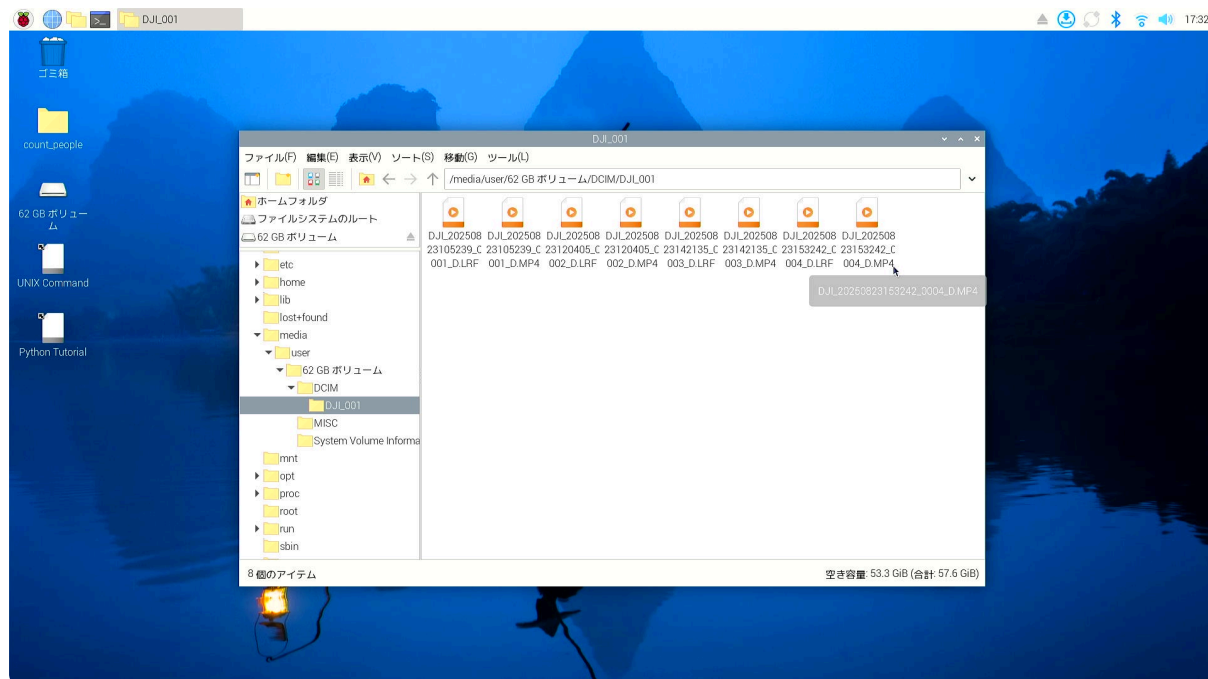 DJI_001
17:32
ゴミ箱
count_people
62 GB ボリュー
ム
UNIX Command
Python Tutorial
DJI_001
ファイル(F) 編集(E) 表示(V) ソート(S) 移動(G) ツール(L)
/media/user/62 GB ボリューム/DCIM/DJI_001
ホームフォルダ
ファイルシステムのルート
62 GB ボリューム
etc
home
lib
lost+found
media
user
62 GB ボリューム
DCIM
DJI_001
MISC
System Volume Informa
mnt
opt
proc
root
run
sbin
DJI_202508 DJI_202508 DJI_202508 DJI_202508 DJI_202508 DJI_202508 DJI_202508 DJI_202508
23105239_0 23105239_0 23120405_0 23120405_0 23142135_0 23142135_0 23153242_0 23153242_0
001_D.LRF 001_D.MP4 002_D.LRF 002_D.MP4 003_D.LRF 003_D.MP4 004_D.LRF 004_D.MP4
DJI_20250823153242_0004_D.MP4
8 個のアイテム
空き容量: 53.3 GiB (合計: 57.6 GiB)